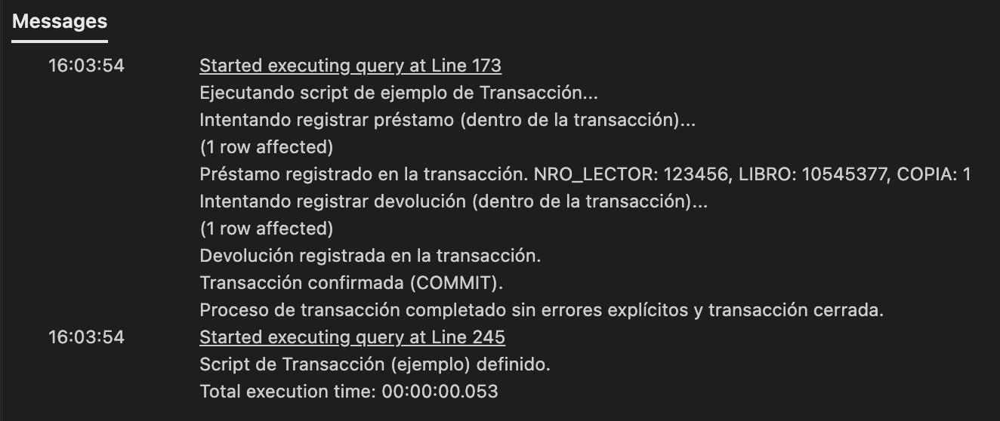 Messages
16:03:54 Started executing query at Line 173
Ejecutando script de ejemplo de Transacción...
Intentando registrar préstamo (dentro de la transacción)...
(1 row affected)
Préstamo registrado en la transacción. NRO_LECTOR: 123456, LIBRO: 10545377, COPIA: 1
Intentando registrar devolución (dentro de la transacción)...
(1 row affected)
Devolución registrada en la transacción.
Transacción confirmada (COMMIT).
Proceso de transacción completado sin errores explícitos y transacción cerrada.
16:03:54 Started executing query at Line 245
Script de Transacción (ejemplo) definido.
Total execution time: 00:00:00.053